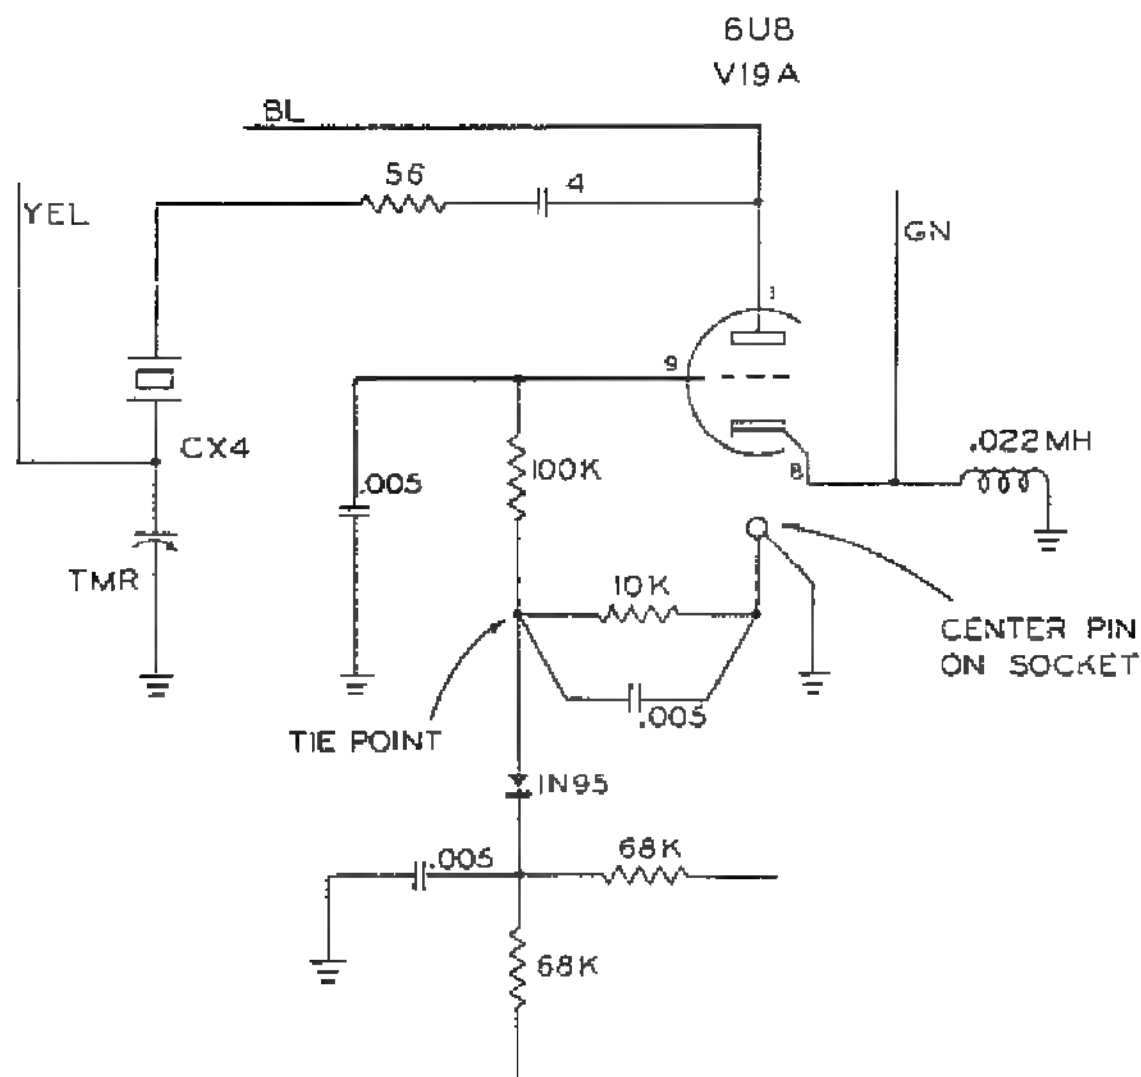 6U8
V19A
BL
56
4
YEL
GN
1
9
CX4
8
.022MH
100K
.005
TMR
10K
CENTER PIN
ON SOCKET
.005
TIE POINT
IN95
.005
68K
68K